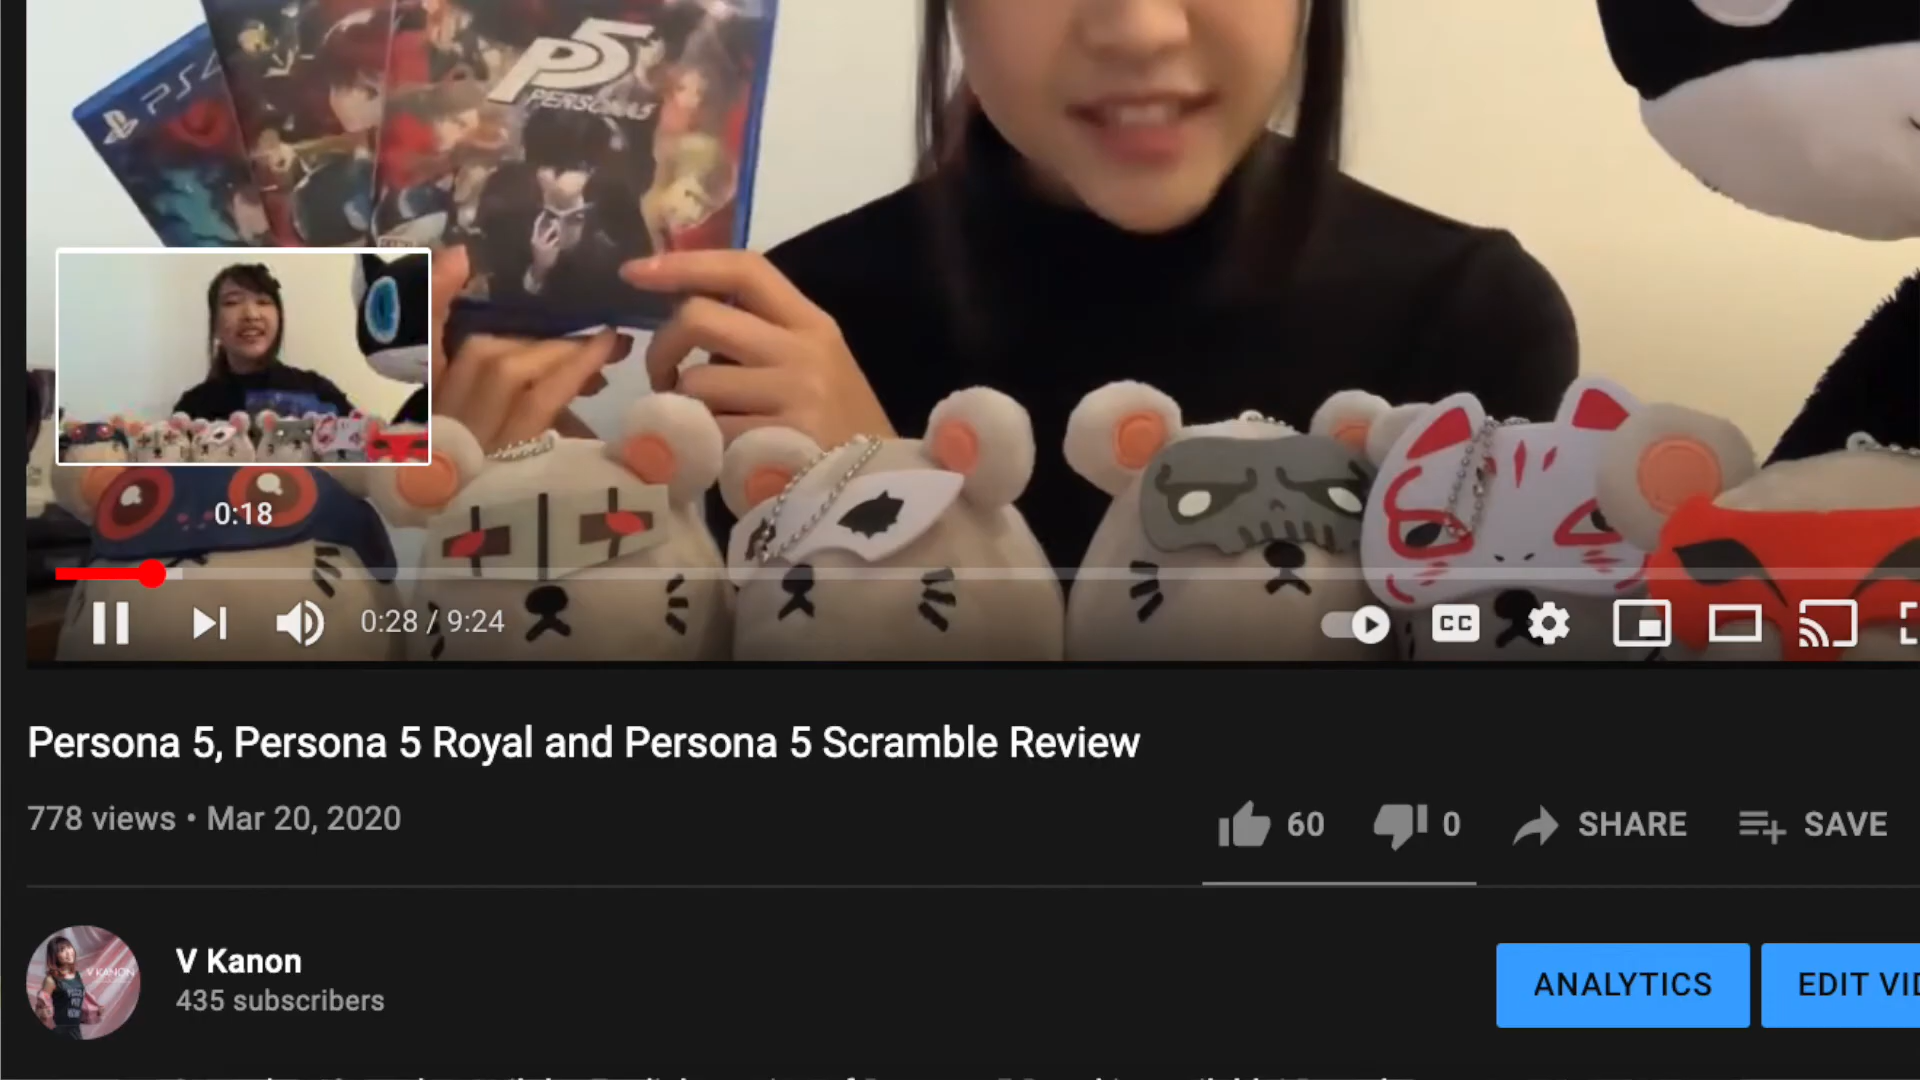 PS4
P5
PERSONA5
0:18
0:28 / 9:24
CC
Persona 5, Persona 5 Royal and Persona 5 Scramble Review
778 views • Mar 20, 2020
60
0
SHARE
SAVE
V KANON
V Kanon
435 subscribers
ANALYTICS
EDIT